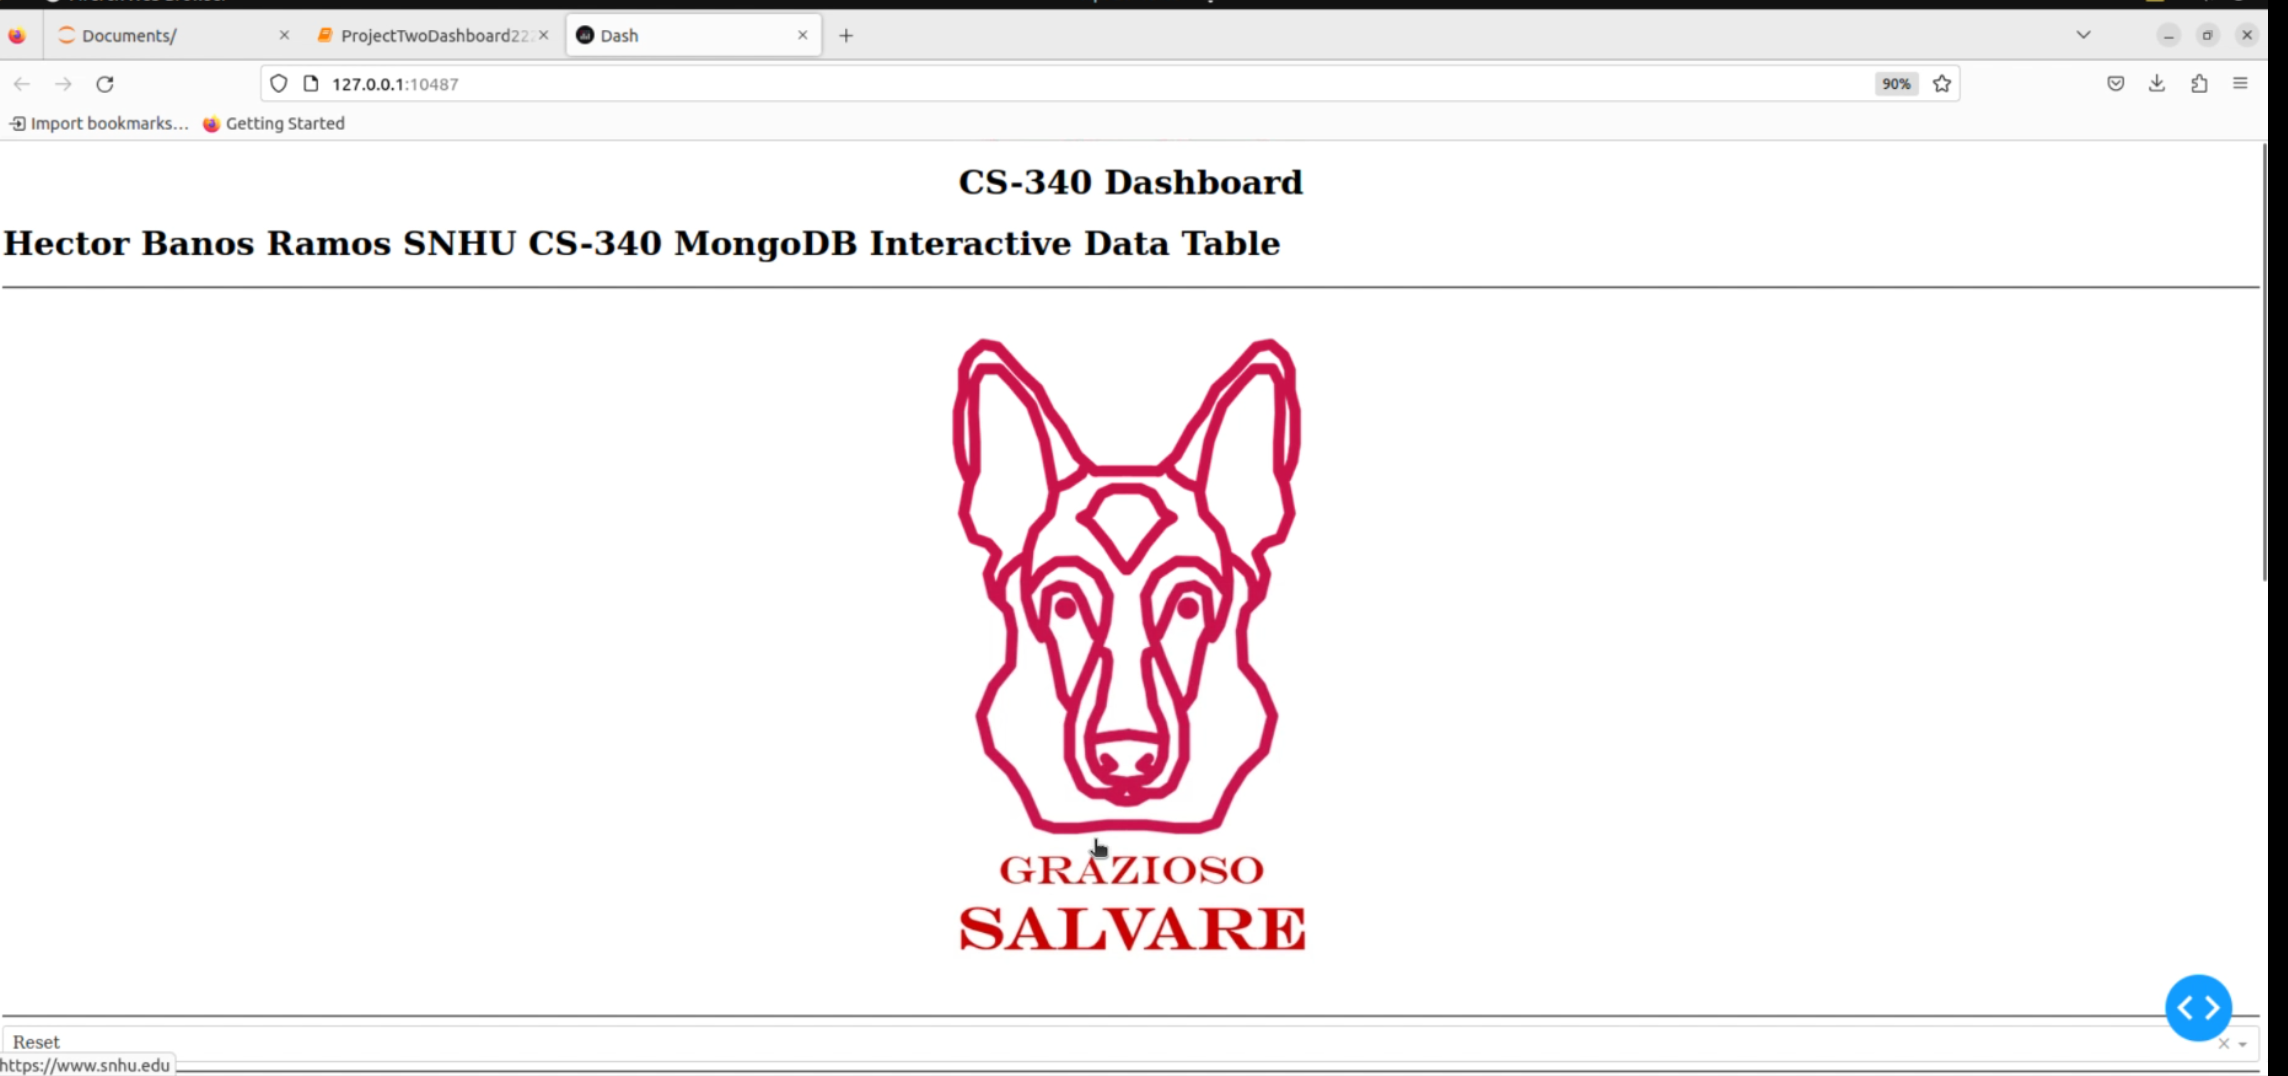 Documents/
ProjectTwoDashboard22
Dash
127.0.0.1:10487
90%
Import bookmarks...
Getting Started
CS-340 Dashboard
Hector Banos Ramos SNHU CS-340 MongoDB Interactive Data Table
GRAZIOSO
SALVARE
Reset
https://www.snhu.edu